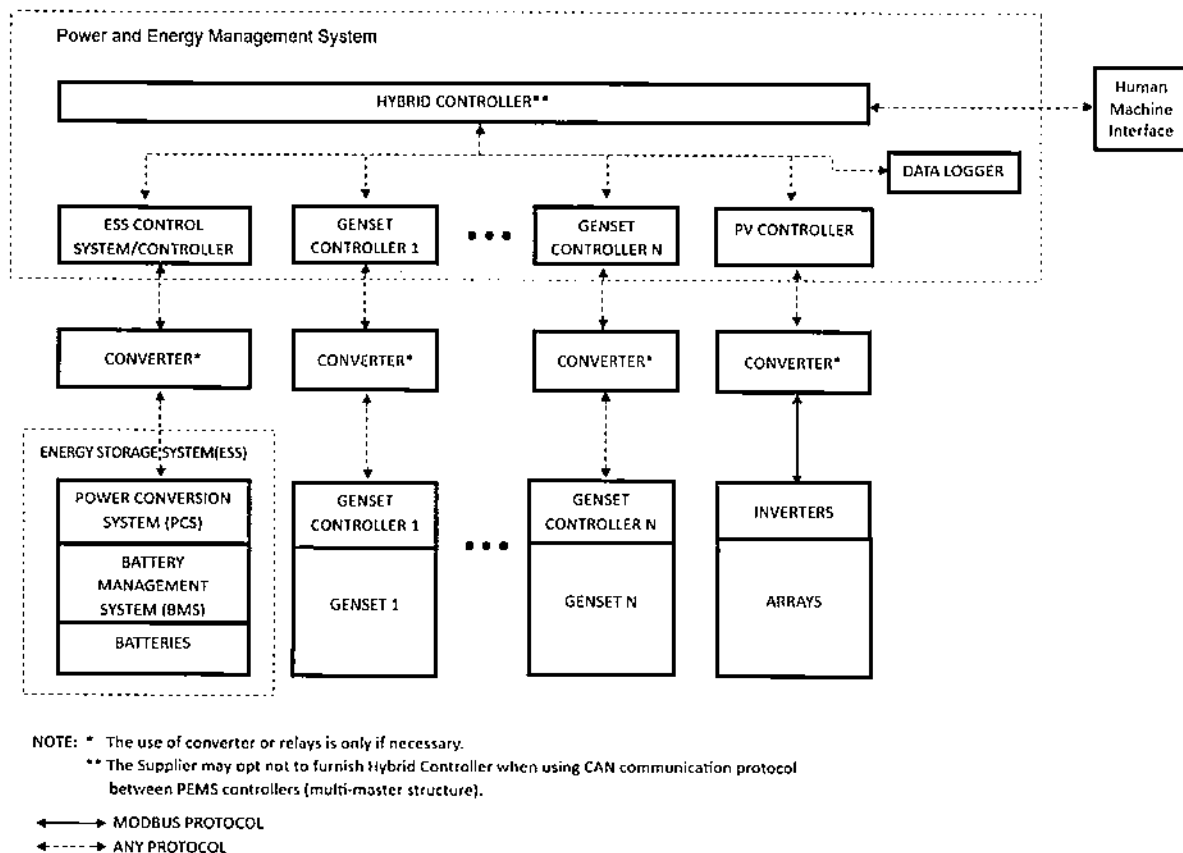 Power and Energy Management System
HYBRID CONTROLLER**
Human
Machine
Interface
DATA LOGGER
ESS CONTROL
SYSTEM/CONTROLLER
GENSET
CONTROLLER 1
GENSET
CONTROLLER N
PV CONTROLLER
CONVERTER*
CONVERTER*
CONVERTER*
CONVERTER*
ENERGY STORAGE SYSTEM(ESS)
POWER CONVERSION
SYSTEM (PCS)
BATTERY
MANAGEMENT
SYSTEM (BMS)
BATTERIES
GENSET
CONTROLLER 1
GENSET 1
GENSET
CONTROLLER N
GENSET N
INVERTERS
ARRAYS
NOTE: * The use of converter or relays is only if necessary.
** The Supplier may opt not to furnish Hybrid Controller when using CAN communication protocol
between PEMS controllers (multi-master structure).
MODBUS PROTOCOL
ANY PROTOCOL